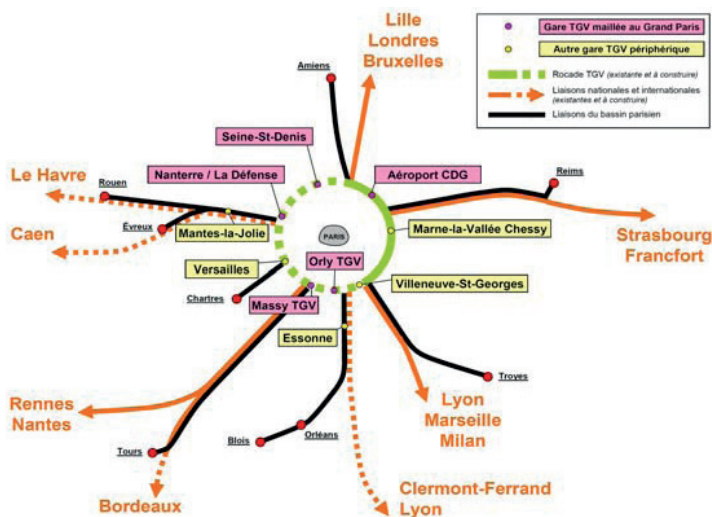 Lille
Londres
Bruxelles
Amiens
Gare TGV maillée au Grand Paris
Autre gare TGV périphérique
Rocade TGV (existante et à construire)
Liaisons nationales et internationales
(existantes et à construire)
Liaisons du bassin parisien
Seine-St-Denis
Le Havre
Rouen
Nanterre / La Défense
Aéroport CDG
Reims
Caen
Évreux
Mantes-la-Jolie
PARIS
Marne-la-Vallée Chessy
Strasbourg
Francfort
Versailles
Orly TGV
Villeneuve-St-Georges
Chartres
Massy TGV
Essonne
Troyes
Rennes
Nantes
Lyon
Marseille
Milan
Tours
Blois
Orléans
Bordeaux
Clermont-Ferrand
Lyon